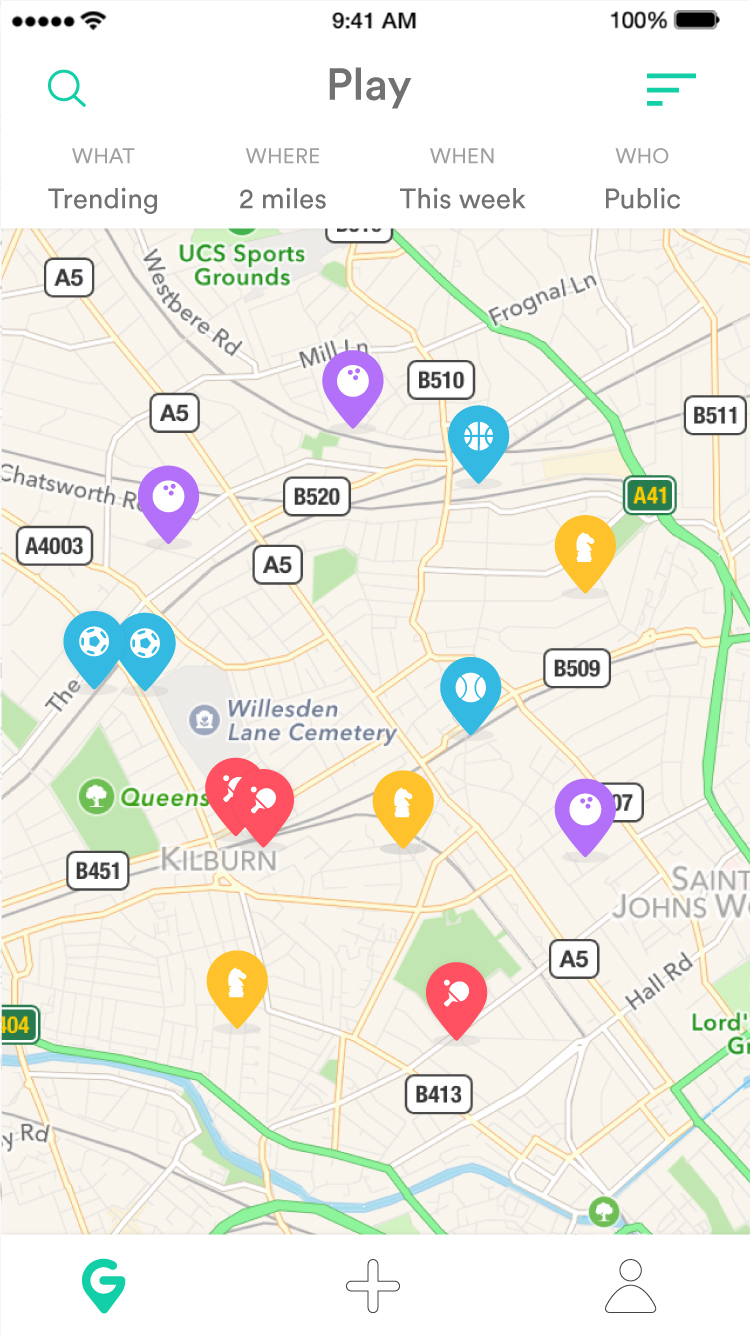 9:41 AM 100%
Play
WHAT WHERE WHEN WHO
Trending 2 miles This week Public
UCS Sports
Grounds
A5
Westbere Rd
Frognal Ln
Mill Ln
B510
A5
B511
Chatsworth
B520
A41
A4003
A5
B509
The
Willesden
Lane Cemetery
Queens
07
KILBURN
B451
SAINT
JOHNS W
A5
Hall Rd
404
Lord'
Gr
B413
y Rd
G